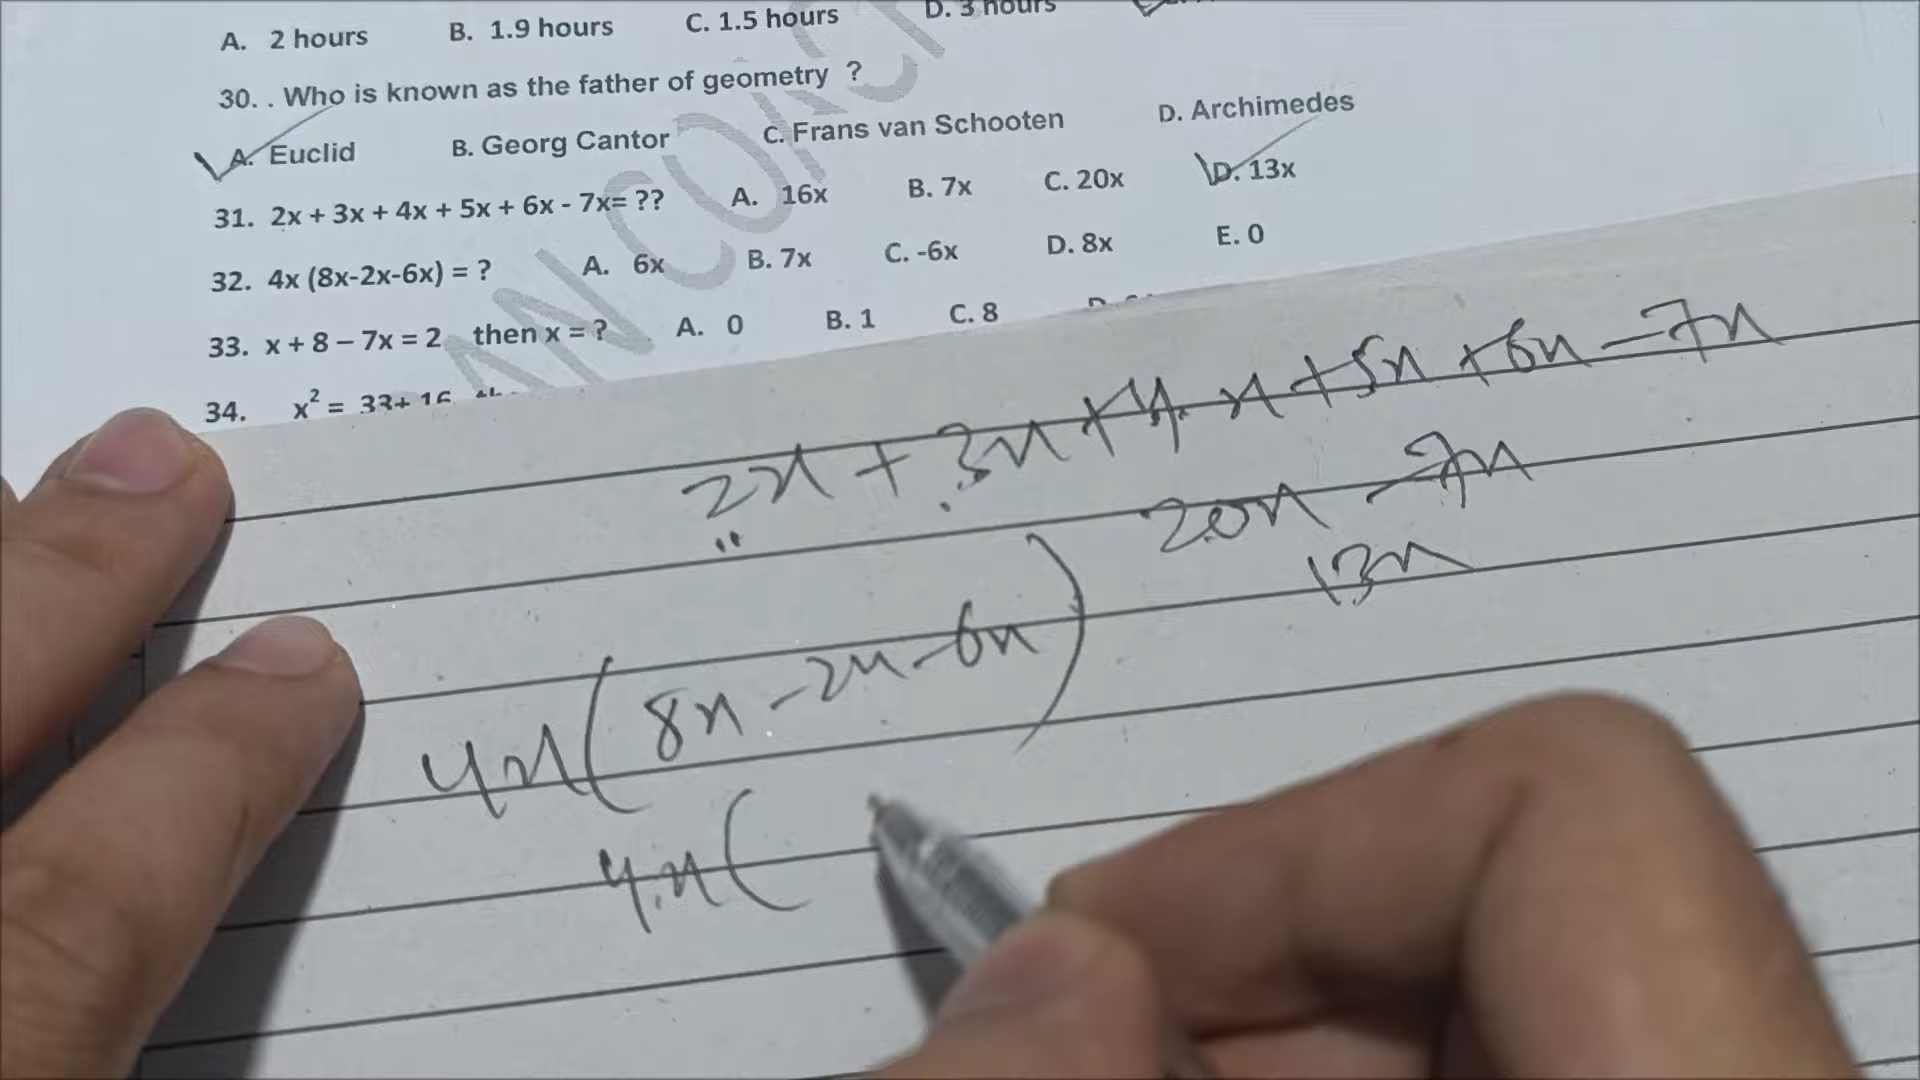 A. 2 hours B. 1.9 hours C. 1.5 hours D. 3 hours
30. . Who is known as the father of geometry ?
A. Euclid B. Georg Cantor C. Frans van Schooten D. Archimedes
31. 2x + 3x + 4x + 5x + 6x - 7x= ?? A. 16x B. 7x C. 20x D. 13x
32. 4x (8x-2x-6x) = ? A. 6x B. 7x C. -6x D. 8x E. 0
33. x + 8 – 7x = 2 then x = ? A. 0 B. 1 C. 8
34. x² = 33+ 16
2x + 3x + 4x + 5x + 6x - 7x
20x - 7x
13x
4x(8x - 2x - 6x)
4x(